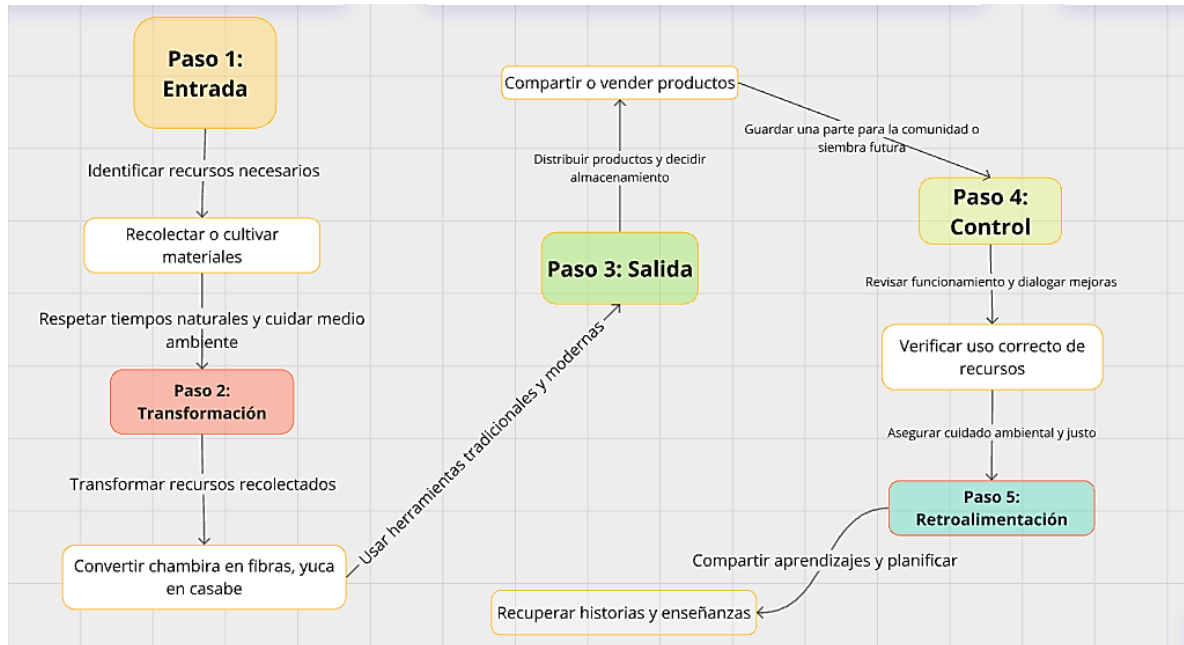 Paso 1:
Entrada
Identificar recursos necesarios
Recolectar o cultivar
materiales
Respetar tiempos naturales y cuidar medio
ambiente
Paso 2:
Transformación
Transformar recursos recolectados
Convertir chambira en fibras, yuca
en casabe
Usar herramientas tradicionales y modernas
Paso 3: Salida
Distribuir productos y decidir
almacenamiento
Compartir o vender productos
Guardar una parte para la comunidad o
siembra futura
Paso 4:
Control
Revisar funcionamiento y dialogar mejoras
Verificar uso correcto de
recursos
Asegurar cuidado ambiental y justo
Paso 5:
Retroalimentación
Compartir aprendizajes y planificar
Recuperar historias y enseñanzas